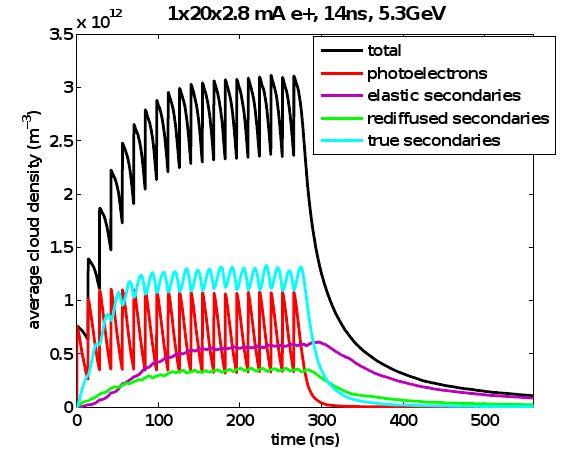 1x20x2.8 mA e+, 14ns, 5.3GeV
x 10¹²
3.5
3
2.5
2
1.5
1
0.5
0
average cloud density (m⁻³)
total
photoelectrons
elastic secondaries
rediffused secondaries
true secondaries
0 100 200 300 400 500
time (ns)